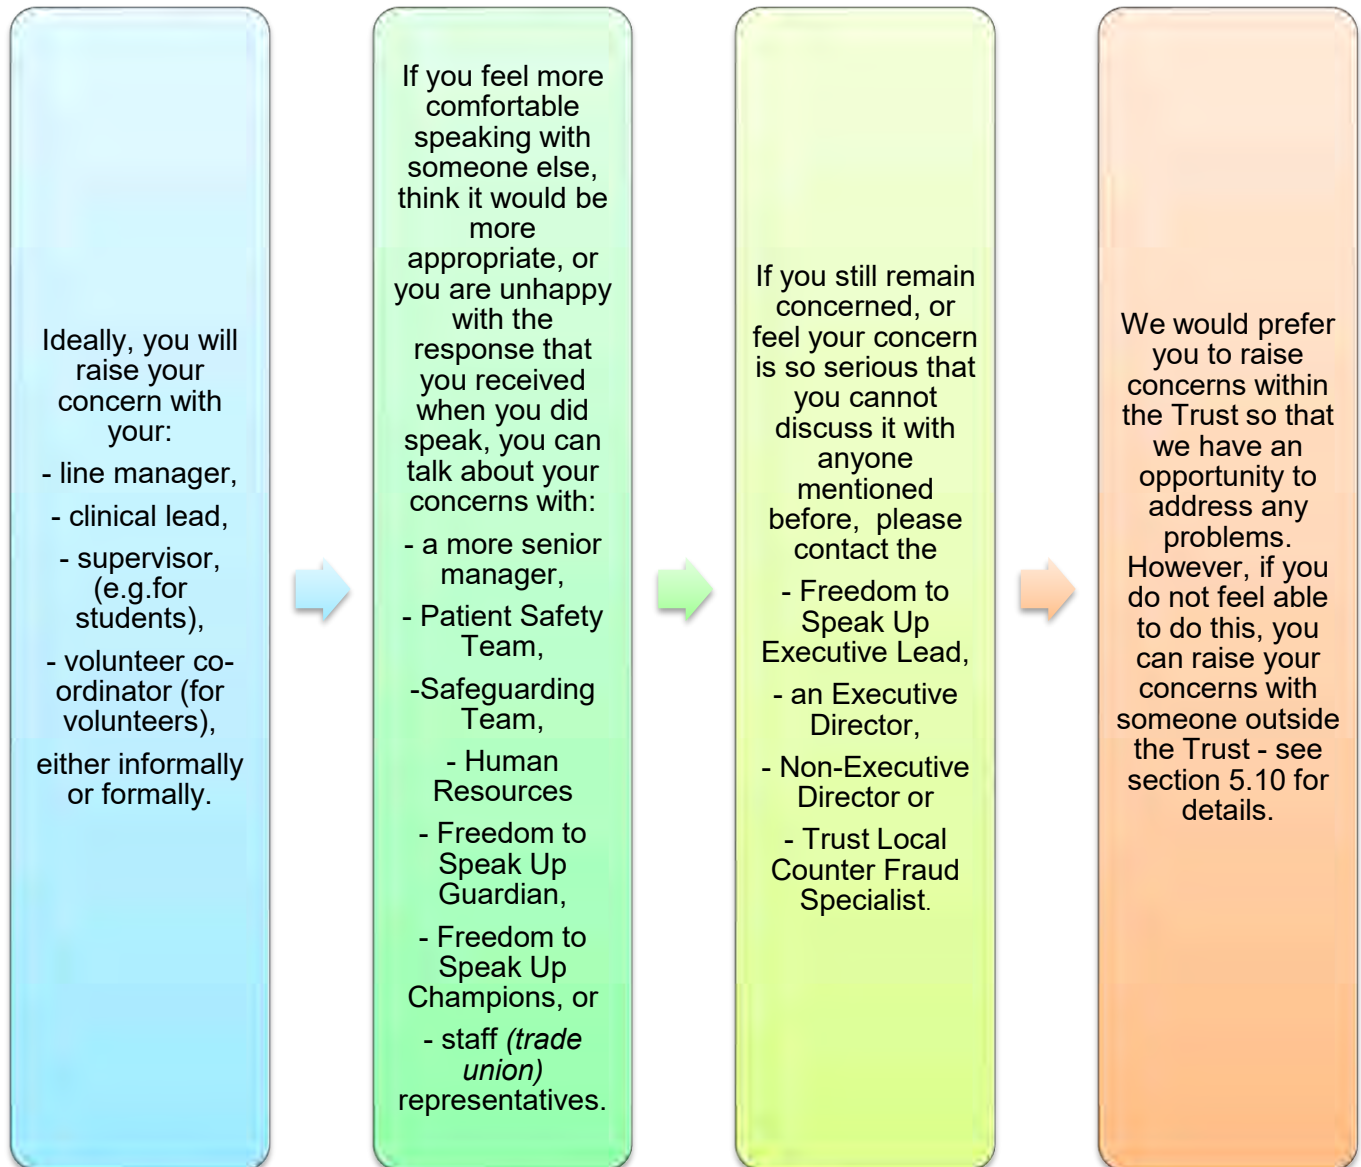 Ideally, you will
raise your
concern with
your:
- line manager,
- clinical lead,
- supervisor,
(e.g.for
students),
- volunteer co-
ordinator (for
volunteers),
either informally
or formally.
If you feel more
comfortable
speaking with
someone else,
think it would be
more
appropriate, or
you are unhappy
with the
response that
you received
when you did
speak, you can
talk about your
concerns with:
- a more senior
manager,
- Patient Safety
Team,
-Safeguarding
Team,
- Human
Resources
- Freedom to
Speak Up
Guardian,
- Freedom to
Speak Up
Champions, or
- staff (trade
union)
representatives.
If you still remain
concerned, or
feel your concern
is so serious that
you cannot
discuss it with
anyone
mentioned
before,  please
contact the
- Freedom to
Speak Up
Executive Lead,
- an Executive
Director,
- Non-Executive
Director or
- Trust Local
Counter Fraud
Specialist.
We would prefer
you to raise
concerns within
the Trust so that
we have an
opportunity to
address any
problems.
However, if you
do not feel able
to do this, you
can raise your
concerns with
someone outside
the Trust - see
section 5.10 for
details.